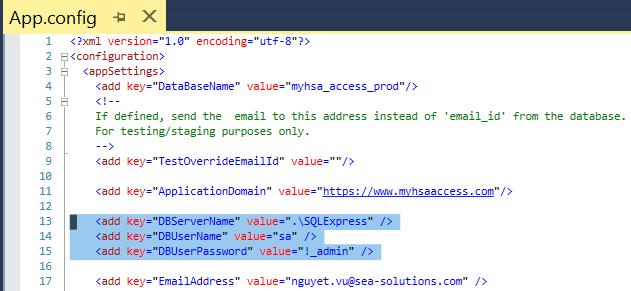 App.config
1 <?xml version="1.0" encoding="utf-8"?>
2 <configuration>
3 <appSettings>
4 <add key="DataBaseName" value="myhsa_access_prod"/>
5 <!--
6 If defined, send the  email to this address instead of 'email_id' from the database.
7 For testing/staging purposes only.
8 -->
9 <add key="TestOverrideEmailId" value=""/>
10
11 <add key="ApplicationDomain" value="https://www.myhsaaccess.com"/>
12
13 <add key="DBServerName" value=".\SQLExpress" />
14 <add key="DBUserName" value="sa" />
15 <add key="DBUserPassword" value="!_admin" />
16
17 <add key="EmailAddress" value="nguyet.vu@sea-solutions.com" />